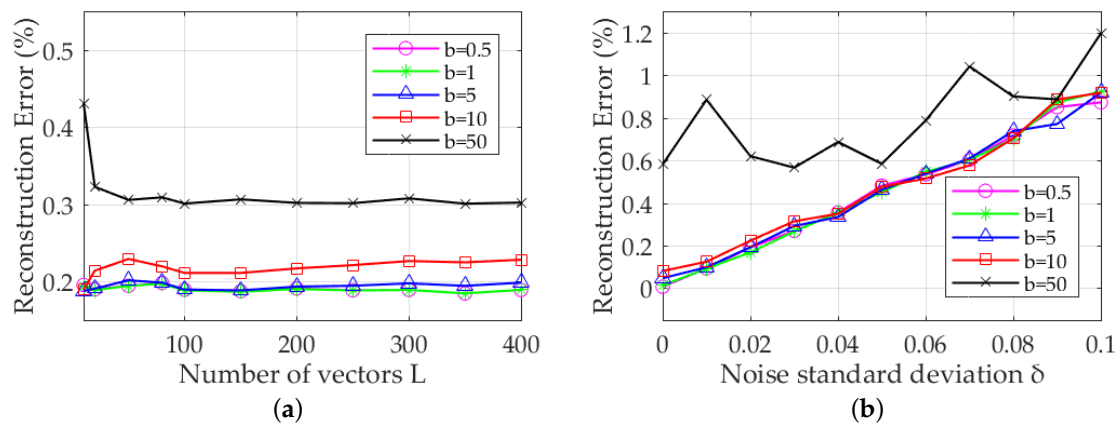 Reconstruction Error (%)
0.5
0.4
0.3
0.2
100
200
300
400
Number of vectors L
b=0.5
b=1
b=5
b=10
b=50
(a)
Reconstruction Error (%)
1.2
1
0.8
0.6
0.4
0.2
0
0
0.02
0.04
0.06
0.08
0.1
Noise standard deviation δ
b=0.5
b=1
b=5
b=10
b=50
(b)